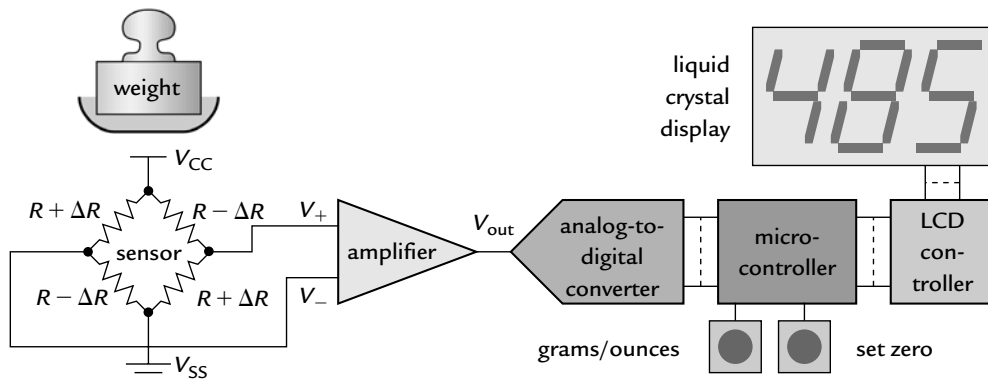 weight
V_CC
R + ΔR
R − ΔR
sensor
R − ΔR
R + ΔR
V_SS
V_+
V_−
amplifier
V_out
analog-to-
digital
converter
micro-
controller
LCD
con-
troller
liquid
crystal
display
485
grams/ounces
set zero